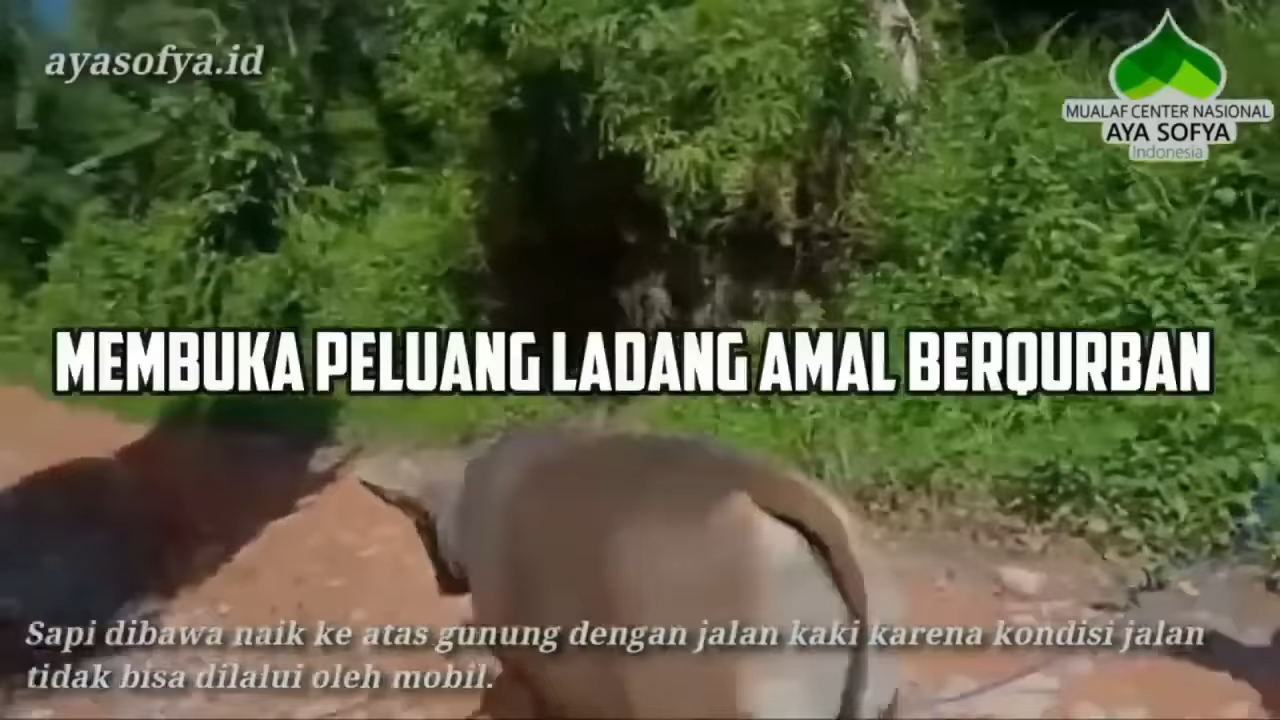 ayasofya.id
MUALAF CENTER NASIONAL
AYA SOFYA
Indonesia
MEMBUKA PELUANG LADANG AMAL BERQURBAN
Sapi dibawa naik ke atas gunung dengan jalan kaki karena kondisi jalan
tidak bisa dilalui oleh mobil.